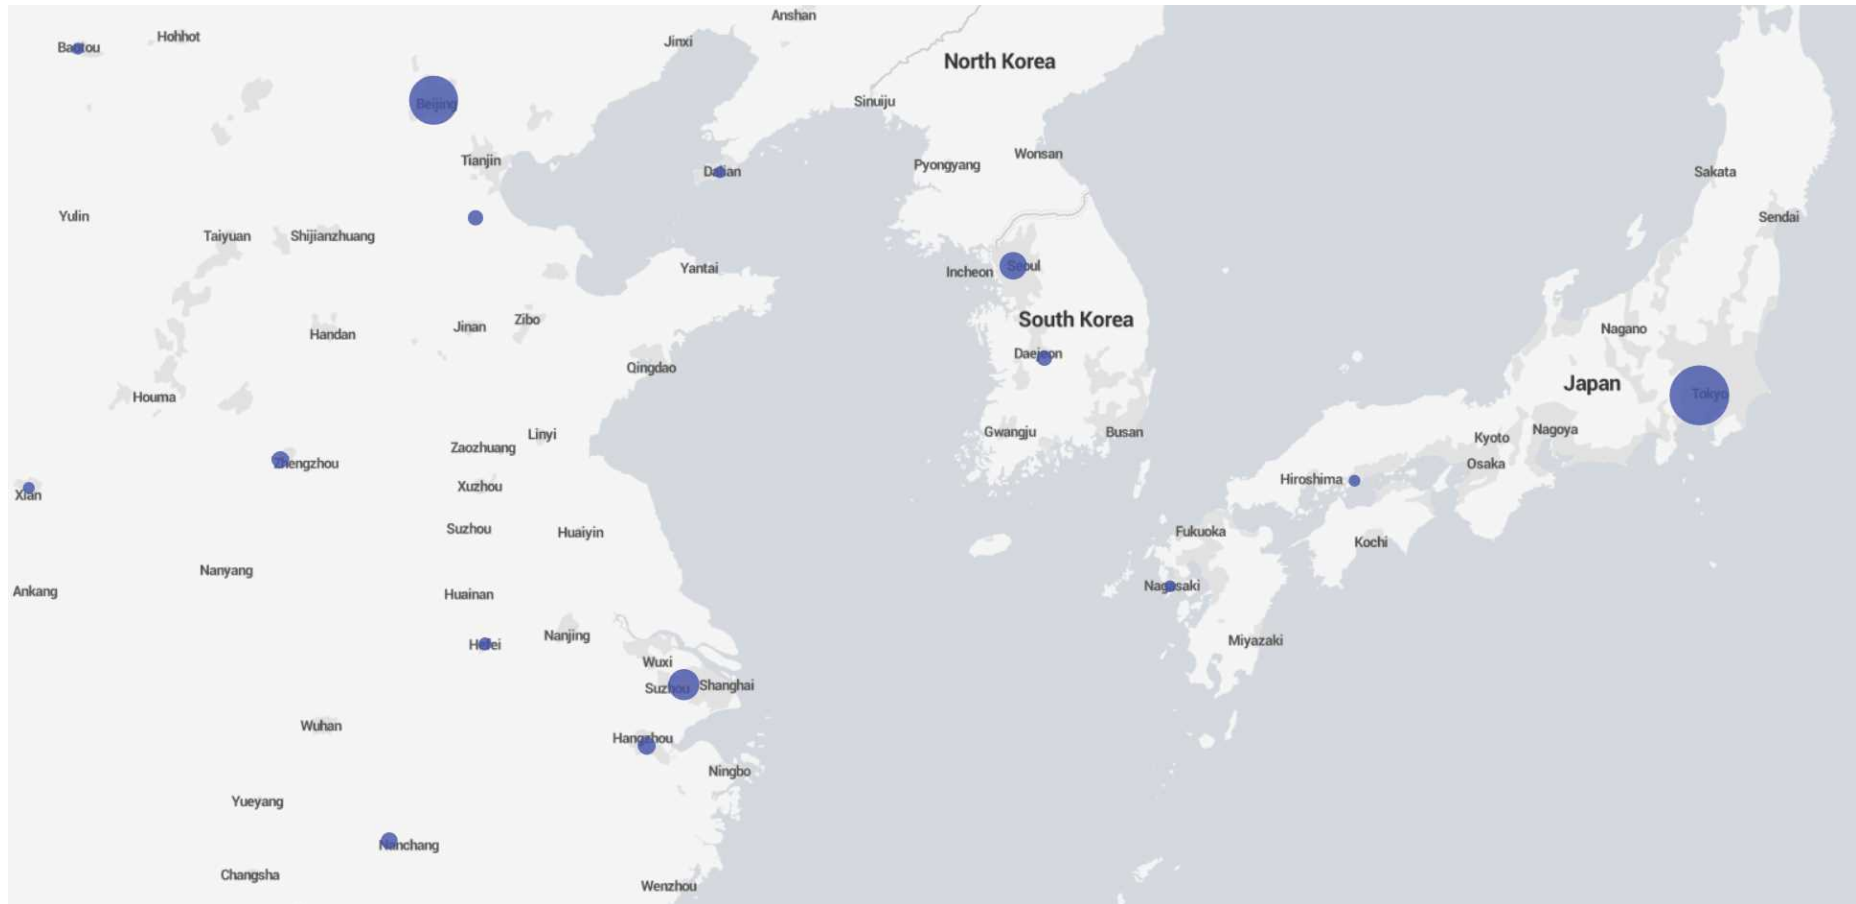 Anshan
Hohhot
Jinxi
Baotou
North Korea
Beijing
Sinuiju
Wonsan
Tianjin
Pyongyang
Dalian
Sakata
Yulin
Sendai
Taiyuan
Shijianzhuang
Yantai
Incheon
Seoul
Zibo
South Korea
Jinan
Nagano
Handan
Daejeon
Qingdao
Japan
Tokyo
Houma
Nagoya
Gwangju
Busan
Linyi
Kyoto
Zaozhuang
Zhengzhou
Osaka
Hiroshima
Xuzhou
Xian
Suzhou
Huaiyin
Fukuoka
Kochi
Nanyang
Nagasaki
Ankang
Huainan
Nanjing
Miyazaki
Hefei
Wuxi
Suzhou
Shanghai
Wuhan
Hangzhou
Ningbo
Yueyang
Nanchang
Changsha
Wenzhou